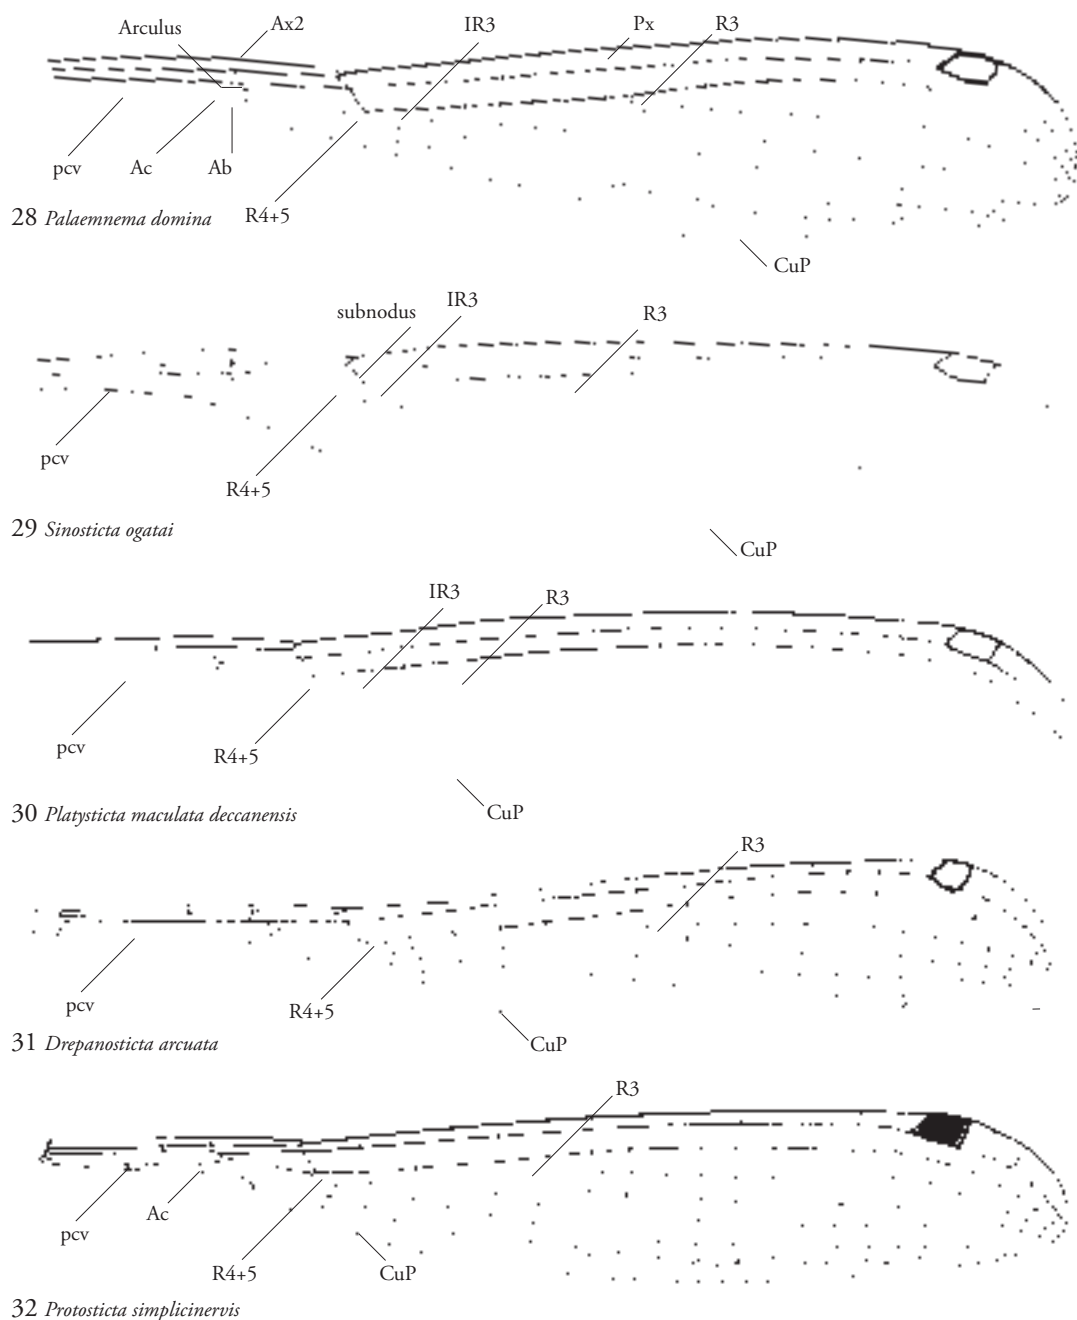 Arculus Ax2 IR3 Px R3
pcv Ac Ab
28 Palaemnema domina R4+5
CuP
subnodus IR3 R3
pcv
R4+5
29 Sinosticta ogatai
CuP
IR3 R3
pcv R4+5
30 Platysticta maculata deccanensis CuP
R3
pcv R4+5
31 Drepanosticta arcuata CuP
R3
pcv Ac
R4+5 CuP
32 Protosticta simplicinervis